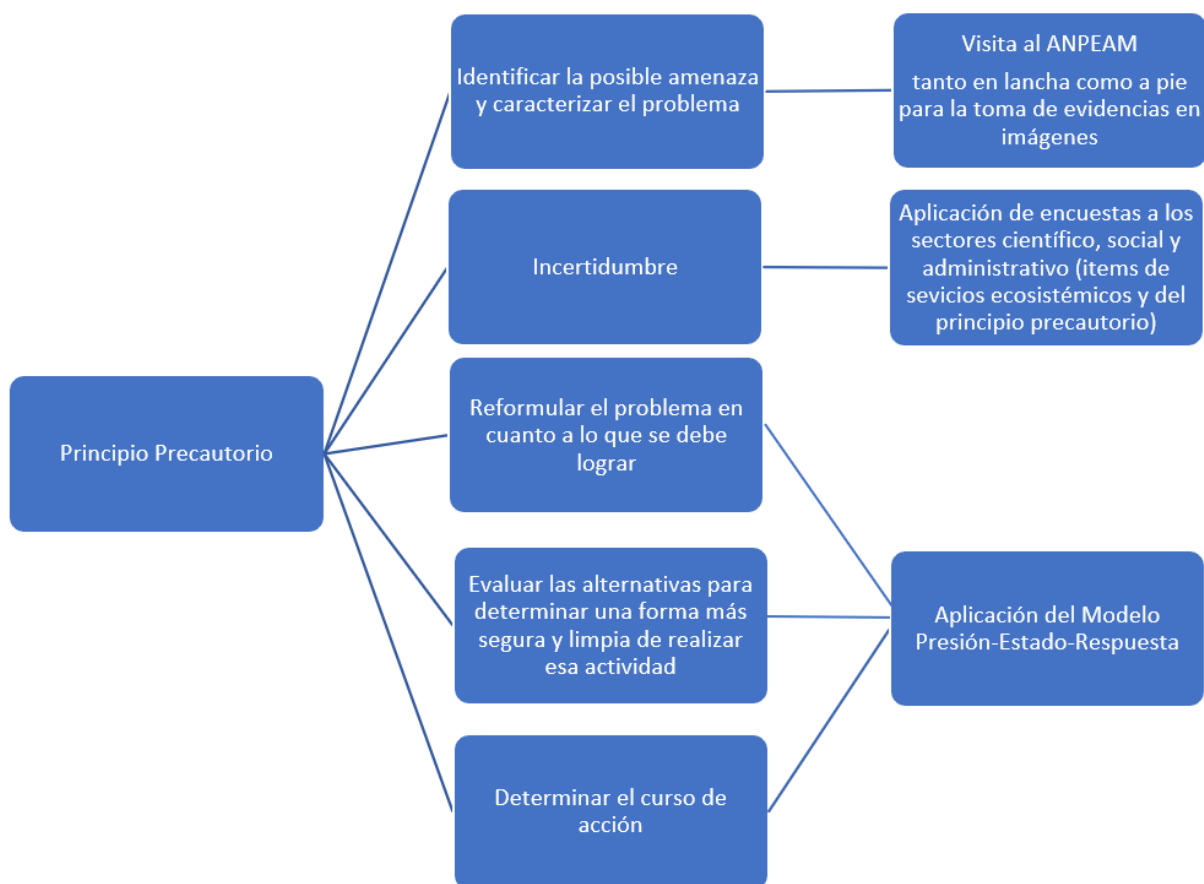 Identificar la posible amenaza
y caracterizar el problema
Visita al ANPEAM
tanto en lancha como a pie
para la toma de evidencias en
imágenes
Incertidumbre
Aplicación de encuestas a los
sectores científico, social y
administrativo (items de
sevicios ecosistémicos y del
principio precautorio)
Principio Precautorio
Reformular el problema en
cuanto a lo que se debe
lograr
Evaluar las alternativas para
determinar una forma más
segura y limpia de realizar
esa actividad
Aplicación del Modelo
Presión-Estado-Respuesta
Determinar el curso de
acción